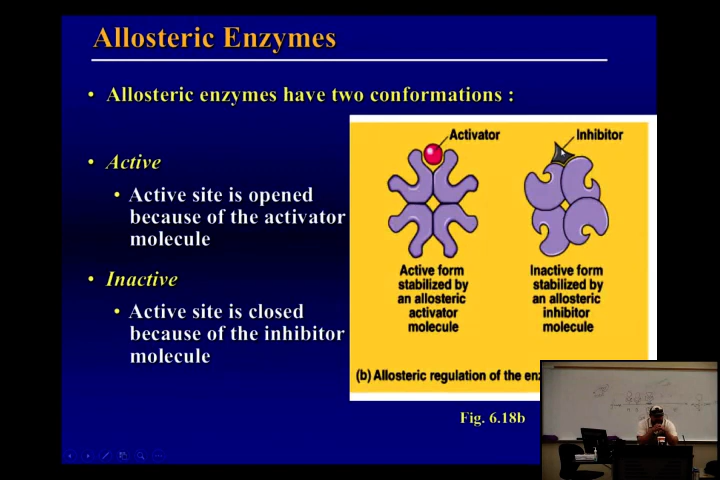 Allosteric Enzymes
• Allosteric enzymes have two conformations :
• Active
• Active site is opened
because of the activator
molecule
• Inactive
• Active site is closed
because of the inhibitor
molecule
Activator
Inhibitor
Active form
stabilized by
an allosteric
activator
molecule
Inactive form
stabilized by
an allosteric
inhibitor
molecule
(b) Allosteric regulation of the
Fig. 6.18b